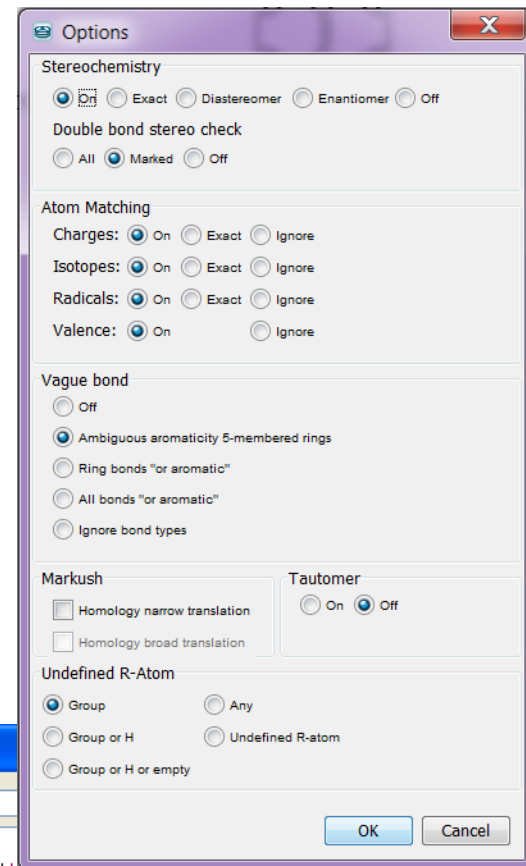 Options
X
Stereochemistry
On Exact Diastereomer Enantiomer Off
Double bond stereo check
All Marked Off
Atom Matching
Charges: On Exact Ignore
Isotopes: On Exact Ignore
Radicals: On Exact Ignore
Valence: On Ignore
Vague bond
Off
Ambiguous aromaticity 5-membered rings
Ring bonds "or aromatic"
All bonds "or aromatic"
Ignore bond types
Markush
Homology narrow translation
Homology broad translation
Tautomer
On Off
Undefined R-Atom
Group Any
Group or H Undefined R-atom
Group or H or empty
OK Cancel